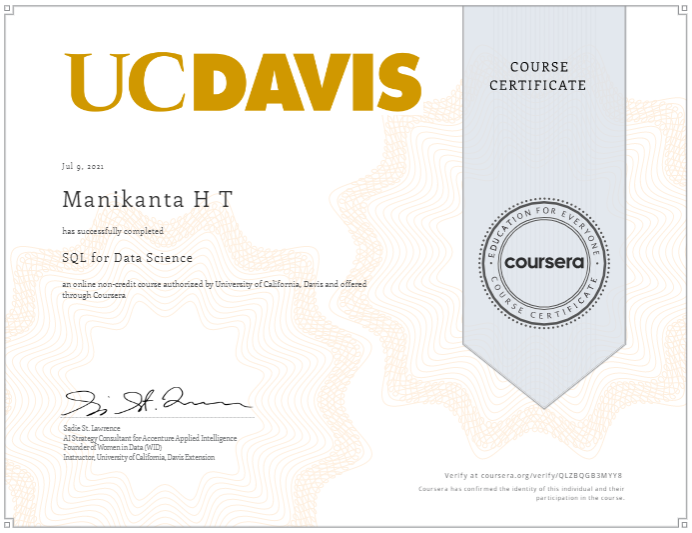 UCDAVIS
COURSE
CERTIFICATE
Jul 9, 2021
Manikanta H T
has successfully completed
SQL for Data Science
an online non-credit course authorized by University of California, Davis and offered
through Coursera
EDUCATION FOR EVERYONE
coursera
COURSE CERTIFICATE
Sadie St. Lawrence
AI Strategy Consultant for Accenture Applied Intelligence
Founder of Women in Data (WID)
Instructor, University of California, Davis Extension
Verify at coursera.org/verify/QLZBQGB3MYY8
Coursera has confirmed the identity of this individual and their
participation in the course.